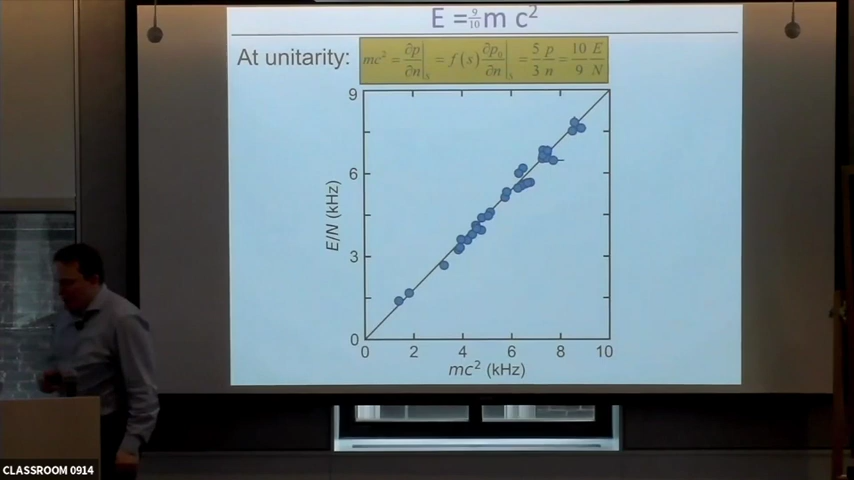 E = 9/10 m c²
At unitarity: mc² = ∂p/∂n|s = f(s) ∂p₀/∂n|s = 5/3 p/n = 10/9 E/N
9
6
3
0
E/N (kHz)
0 2 4 6 8 10
mc² (kHz)
CLASSROOM 0914